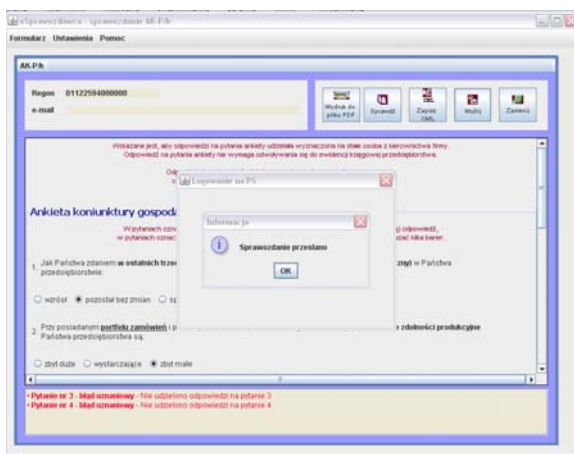 eSprawozdawca - sprawozdanie AK-P/k
Formularz Ustawienia Pomoc
AK-P/k
Regon 01122594000000
e-mail
Wydruk do pliku PDF
Sprawdź
Zapisz XML
Wyślij
Zamknij
Wskazane jest, aby odpowiedzi na pytania ankiety udzielała wyznaczona na stałe osoba z kierownictwa firmy.
Odpowiedź na pytania ankiety nie wymaga odwoływania się do ewidencji księgowej przedsiębiorstwa.
Logowanie na PS
Ankieta koniunktury
W pytaniach
odpowiedź,
w pytaniach
kilka barier.
Informacja
Sprawozdanie przesłano
OK
1. Jak Państwa zdaniem w ostatnich
w Państwa
przedsiębiorstwie:
wzrósł pozostał bez zmian
2. Przy posiadanym portfelu zamówień i
zdolności produkcyjne
Państwa przedsiębiorstwa są:
zbyt duże wystarczające zbyt małe
• Pytanie nr 3 - błąd uznaniowy - Nie udzielono odpowiedzi na pytanie 3
• Pytanie nr 4 - błąd uznaniowy - Nie udzielono odpowiedzi na pytanie 4